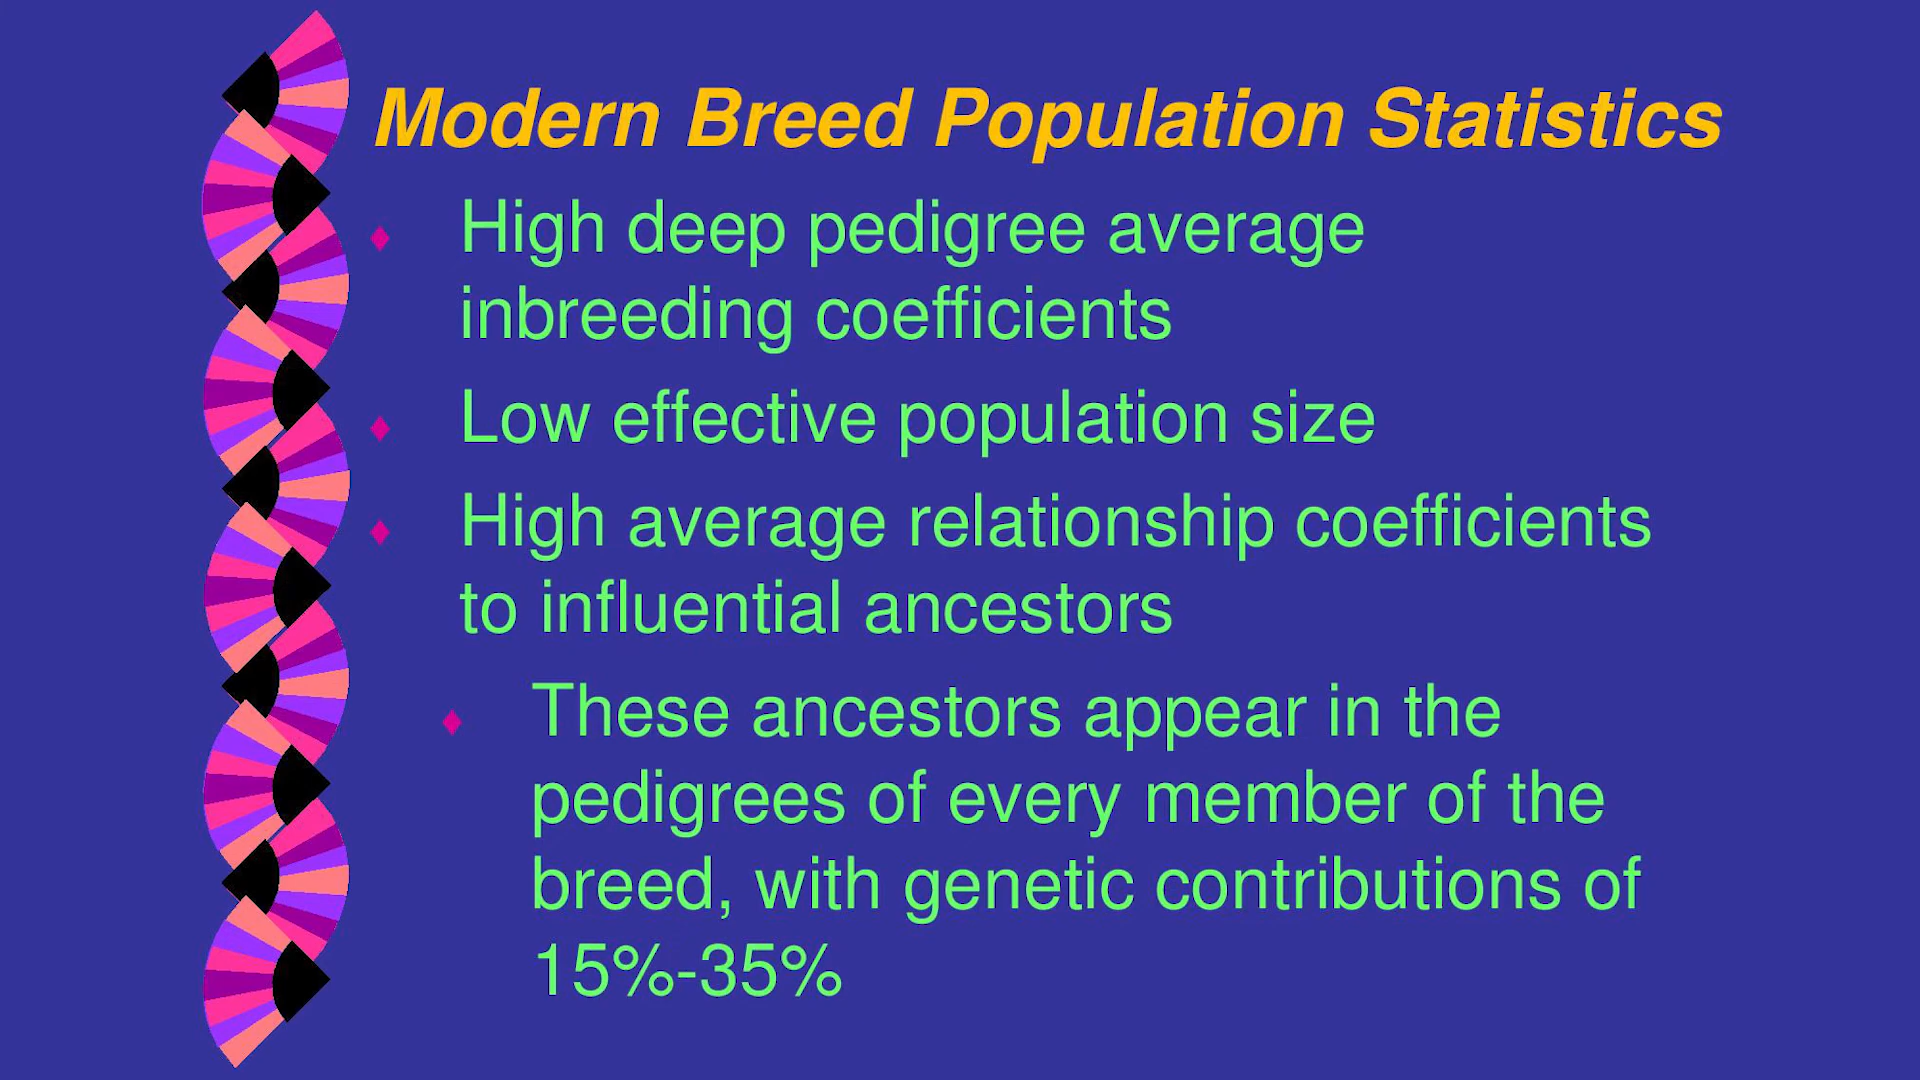 Modern Breed Population Statistics
High deep pedigree average
inbreeding coefficients
Low effective population size
High average relationship coefficients
to influential ancestors
These ancestors appear in the
pedigrees of every member of the
breed, with genetic contributions of
15%-35%